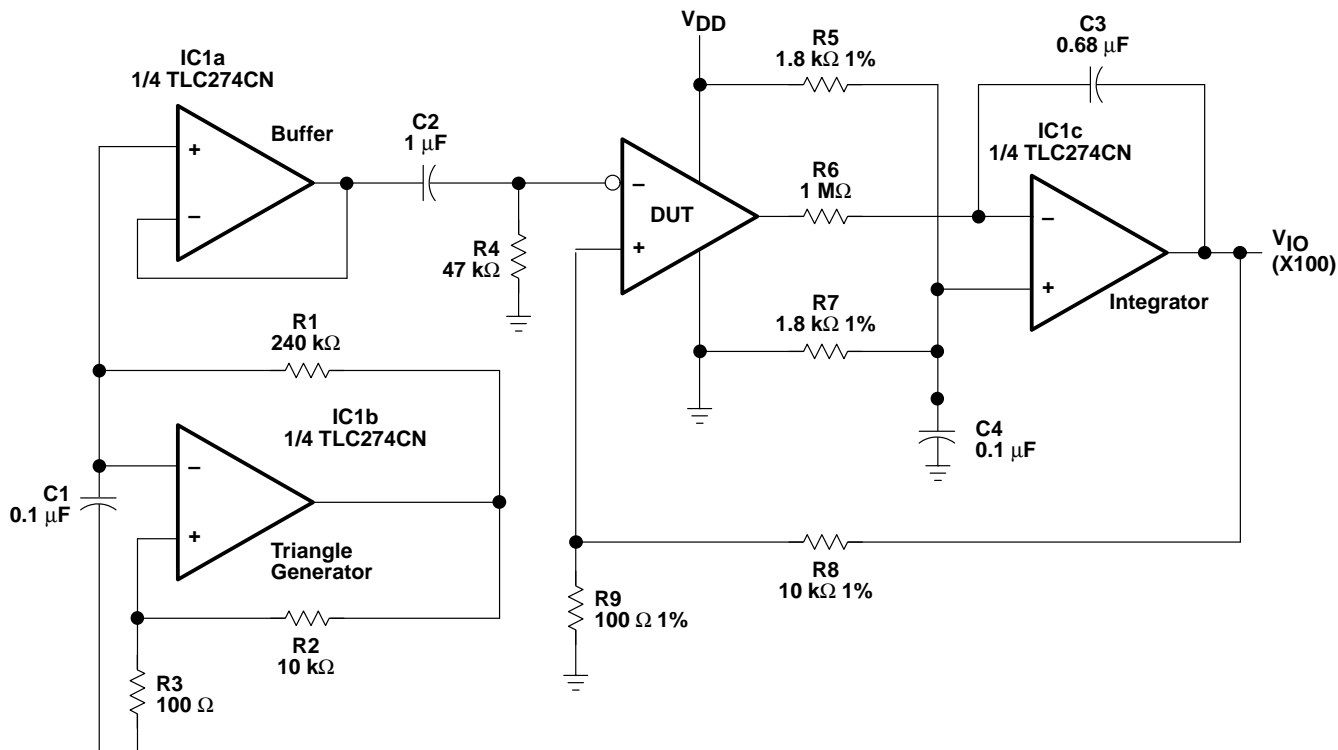 IC1a
1/4 TLC274CN
+
−
Buffer
C2
1 μF
R4
47 kΩ
VDD
−
DUT
+
R5
1.8 kΩ 1%
R6
1 MΩ
R7
1.8 kΩ 1%
C3
0.68 μF
IC1c
1/4 TLC274CN
−
+
Integrator
VIO
(X100)
C4
0.1 μF
R1
240 kΩ
IC1b
1/4 TLC274CN
−
+
Triangle
Generator
C1
0.1 μF
R2
10 kΩ
R3
100 Ω
R8
10 kΩ 1%
R9
100 Ω 1%